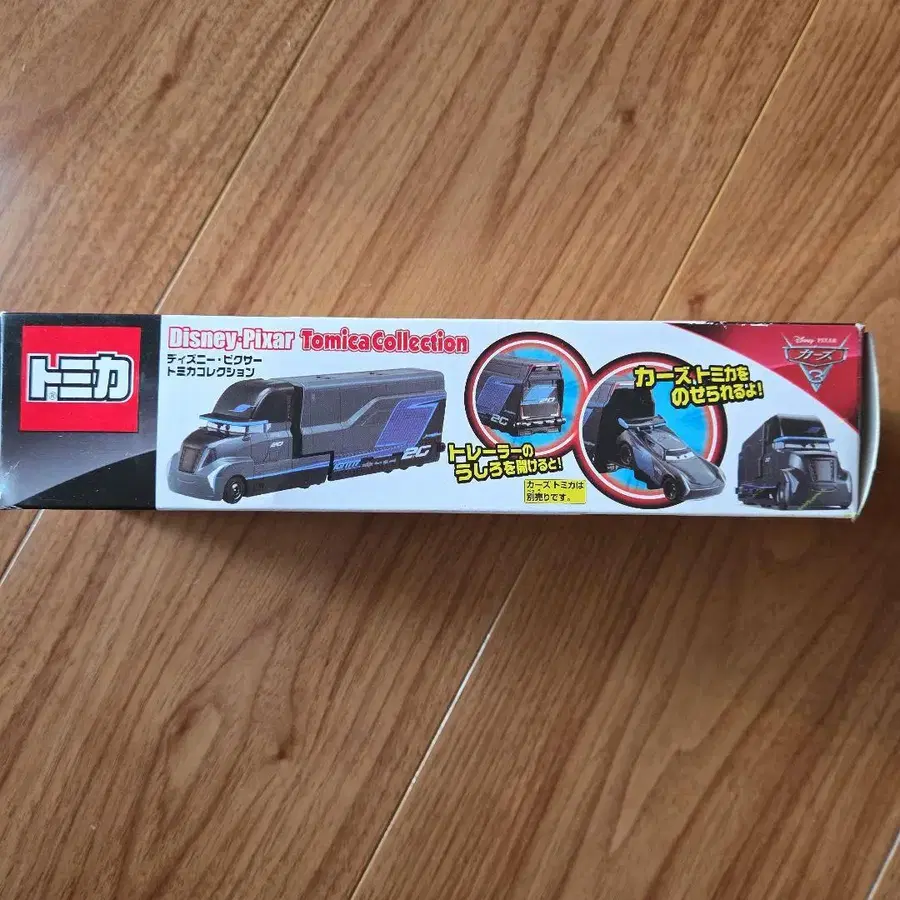 トミカ
Disney·Pixar Tomica Collection
ディズニー・ピクサー
トミカコレクション
トレーラーの
うしろを開けると!
カーズ トミカは
別売りです。
カーズ トミカを
のせられるよ!
Disney PIXAR
カーズ
3
2G